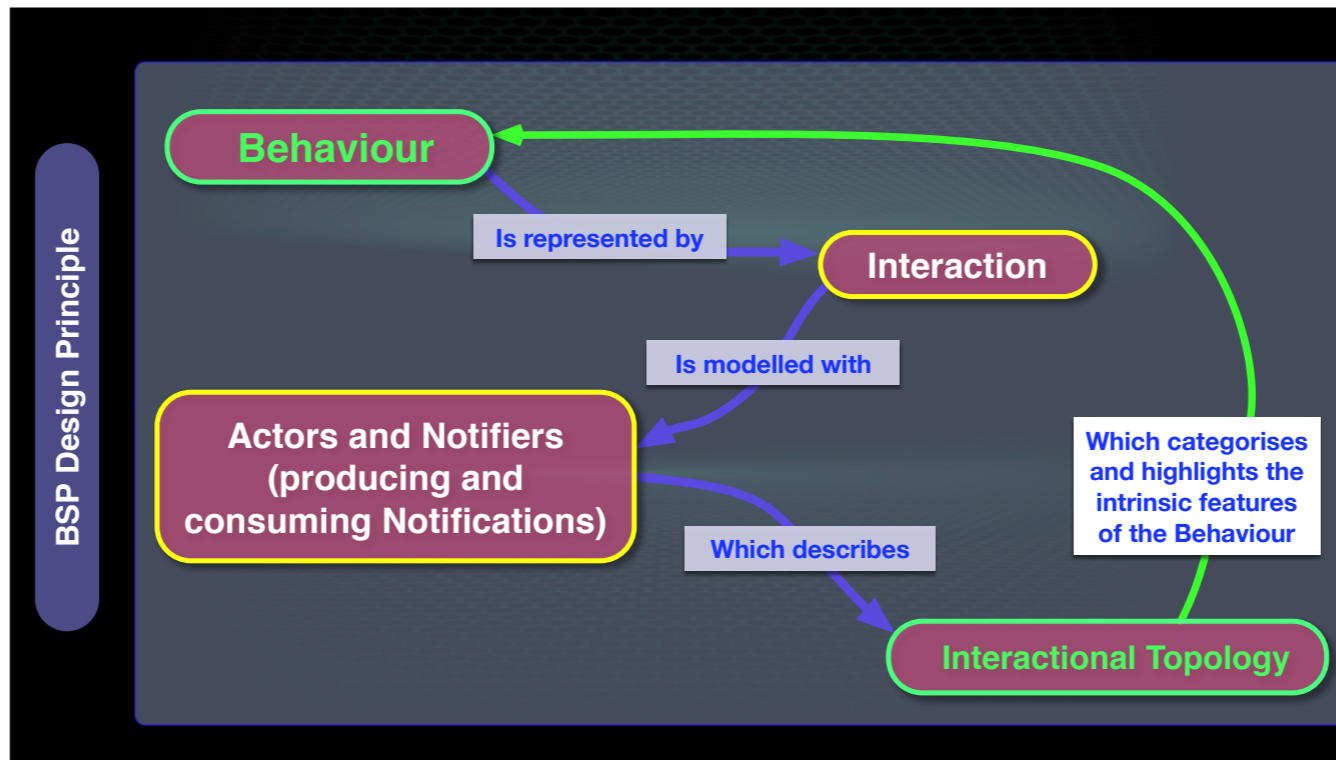 BSP Design Principle
Behaviour
Is represented by
Interaction
Is modelled with
Actors and Notifiers
(producing and
consuming Notifications)
Which categorises
and highlights the
intrinsic features
of the Behaviour
Which describes
Interactional Topology